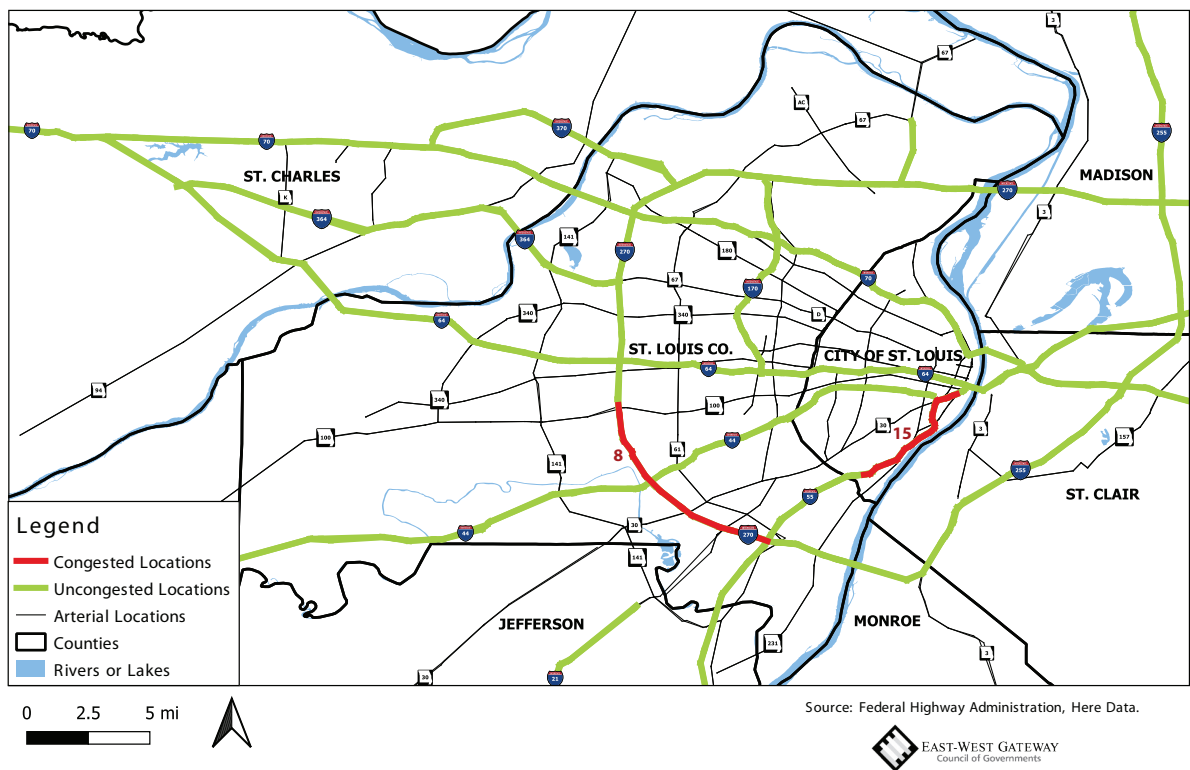 3
67
AC
67
70
70
370
255
ST. CHARLES
MADISON
K
270
364
3
364
141
270
180
67
170
70
340
340
D
64
ST. LOUIS CO.
CITY OF ST. LOUIS
64
64
94
340
100
30
15
3
157
100
44
8
61
141
255
ST. CLAIR
55
44
30
270
141
JEFFERSON
MONROE
231
3
30
21
Legend
Congested Locations
Uncongested Locations
Arterial Locations
Counties
Rivers or Lakes
0 2.5 5 mi
Source: Federal Highway Administration, Here Data.
EAST-WEST GATEWAY
Council of Governments